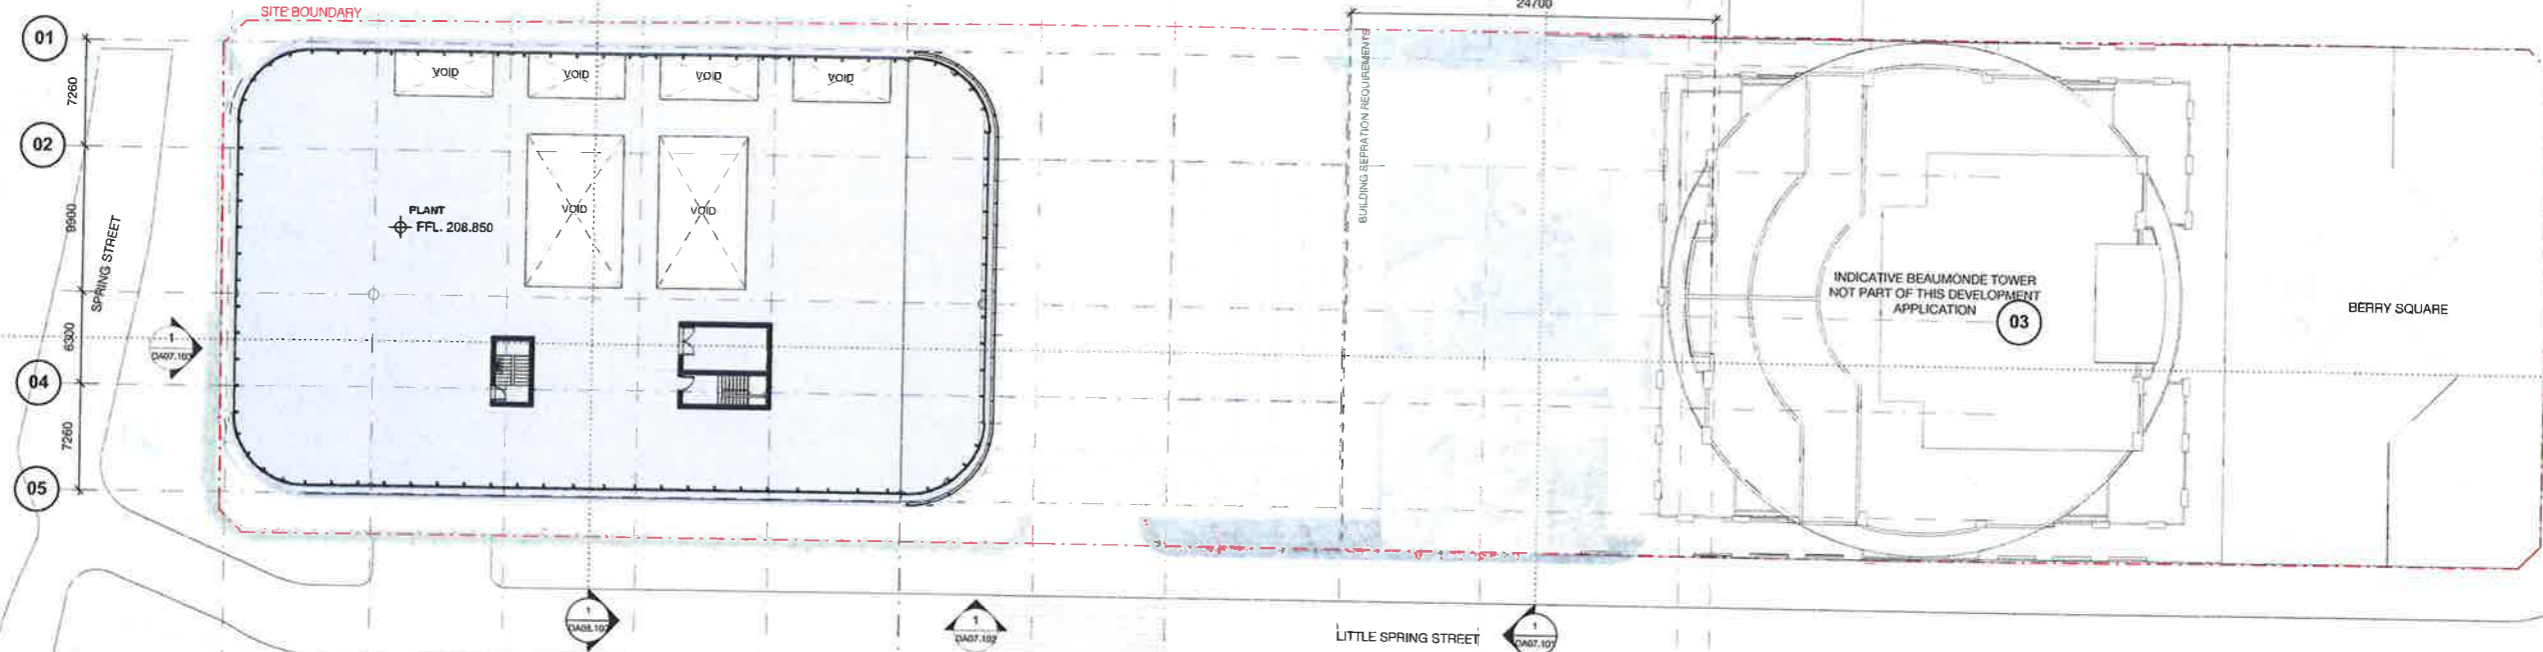 SITE BOUNDARY
24700
01
7260
02
9900
SPRING STREET
6300
04
7260
05
VOID
VOID
VOID
VOID
VOID
VOID
PLANT
FFL. 208.850
1
DA07.103
BUILDING SEPRATION REQUIREMENTS
INDICATIVE BEAUMONDE TOWER
NOT PART OF THIS DEVELOPMENT
APPLICATION
03
BERRY SQUARE
1
1
DA07.102
LITTLE SPRING STREET
1
DA07.101